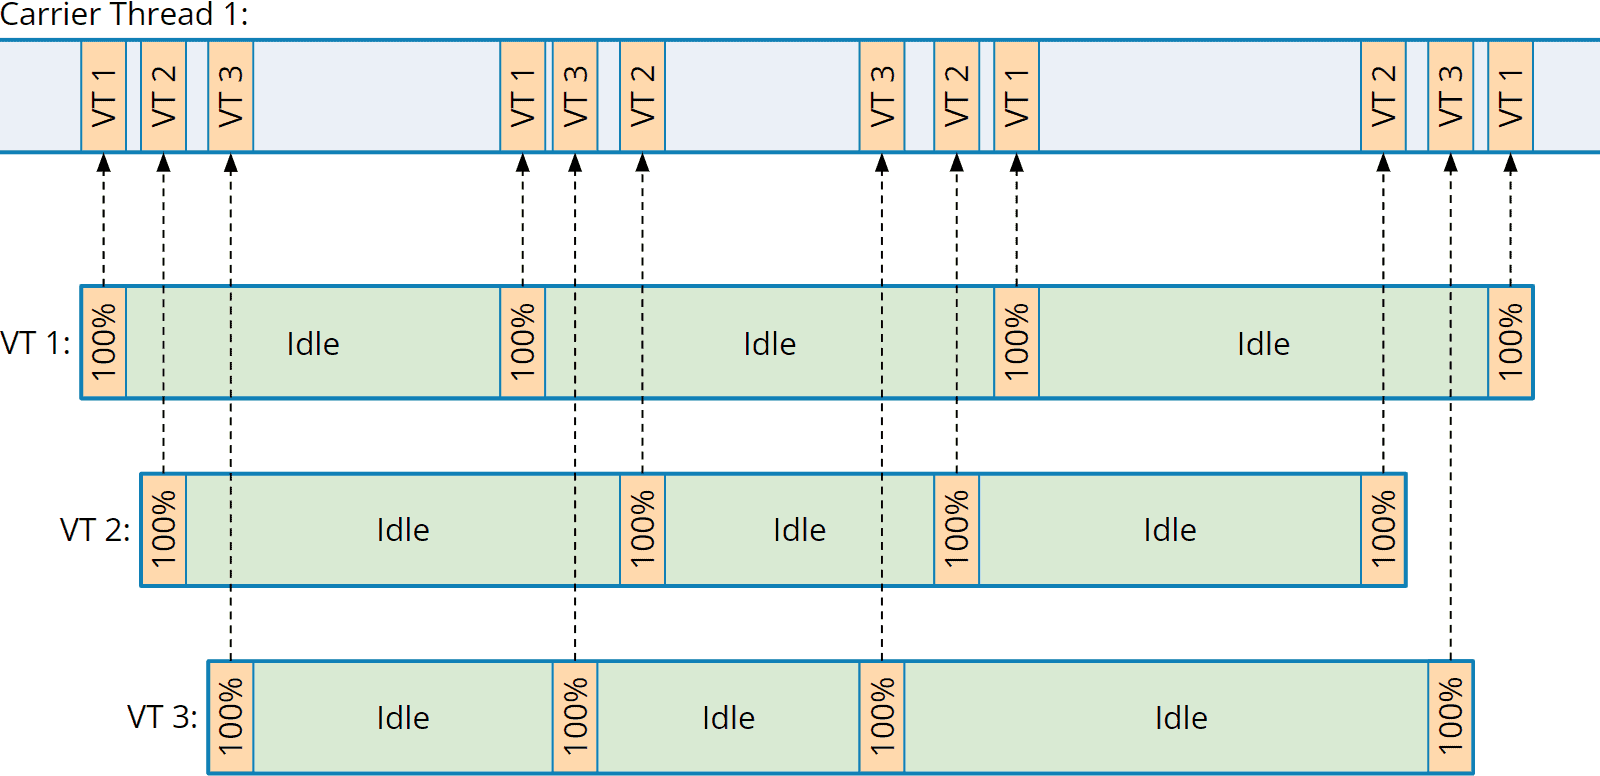 Carrier Thread 1:
VT 1 VT 2 VT 3 VT 1 VT 3 VT 2 VT 3 VT 2 VT 1 VT 2 VT 3 VT 1
VT 1: 100% Idle 100% Idle 100% Idle 100%
VT 2: 100% Idle 100% Idle 100% Idle 100%
VT 3: 100% Idle 100% Idle 100% Idle 100%